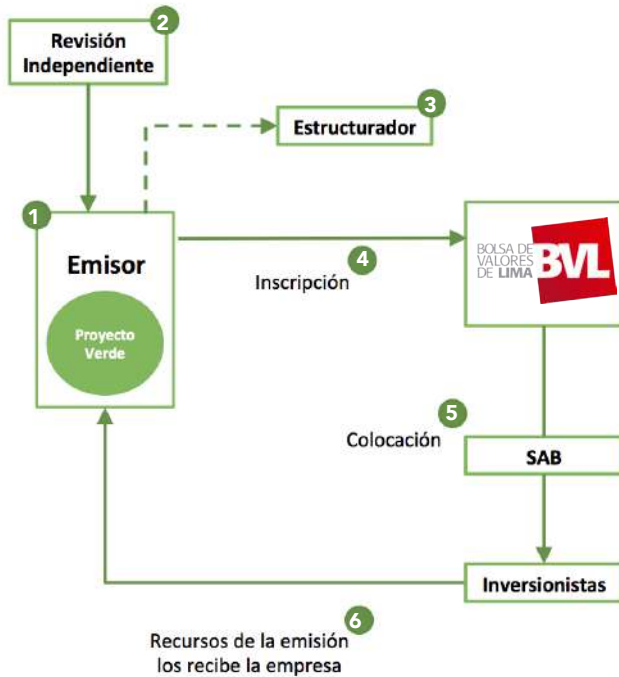 2
Revisión
Independiente
3
Estructurador
1
Emisor
Proyecto
Verde
4
Inscripción
BOLSA DE
VALORES
DE LIMA
BVL
5
Colocación
SAB
Inversionistas
6
Recursos de la emisión
los recibe la empresa